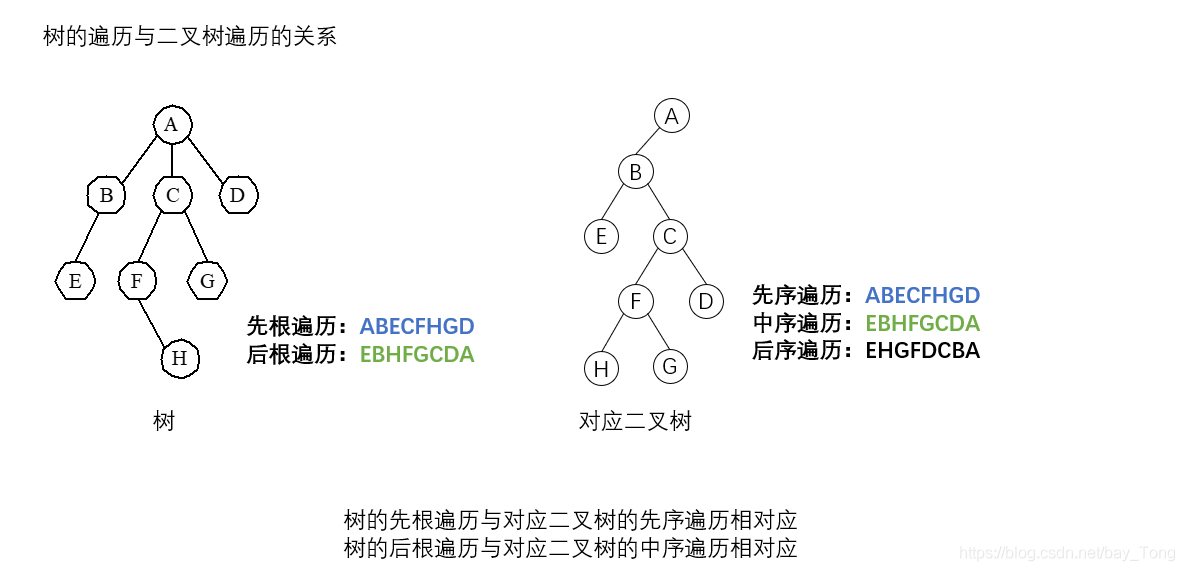 树的遍历与二叉树遍历的关系
A
B
C
D
E
F
G
H
先根遍历：ABECFHGD
后根遍历：EBHFGCDA
树
A
B
E
C
F
D
H
G
先序遍历：ABECFHGD
中序遍历：EBHFGCDA
后序遍历：EHGFDCBA
对应二叉树
树的先根遍历与对应二叉树的先序遍历相对应
树的后根遍历与对应二叉树的中序遍历相对应
https://blog.csdn.net/bay_Tong